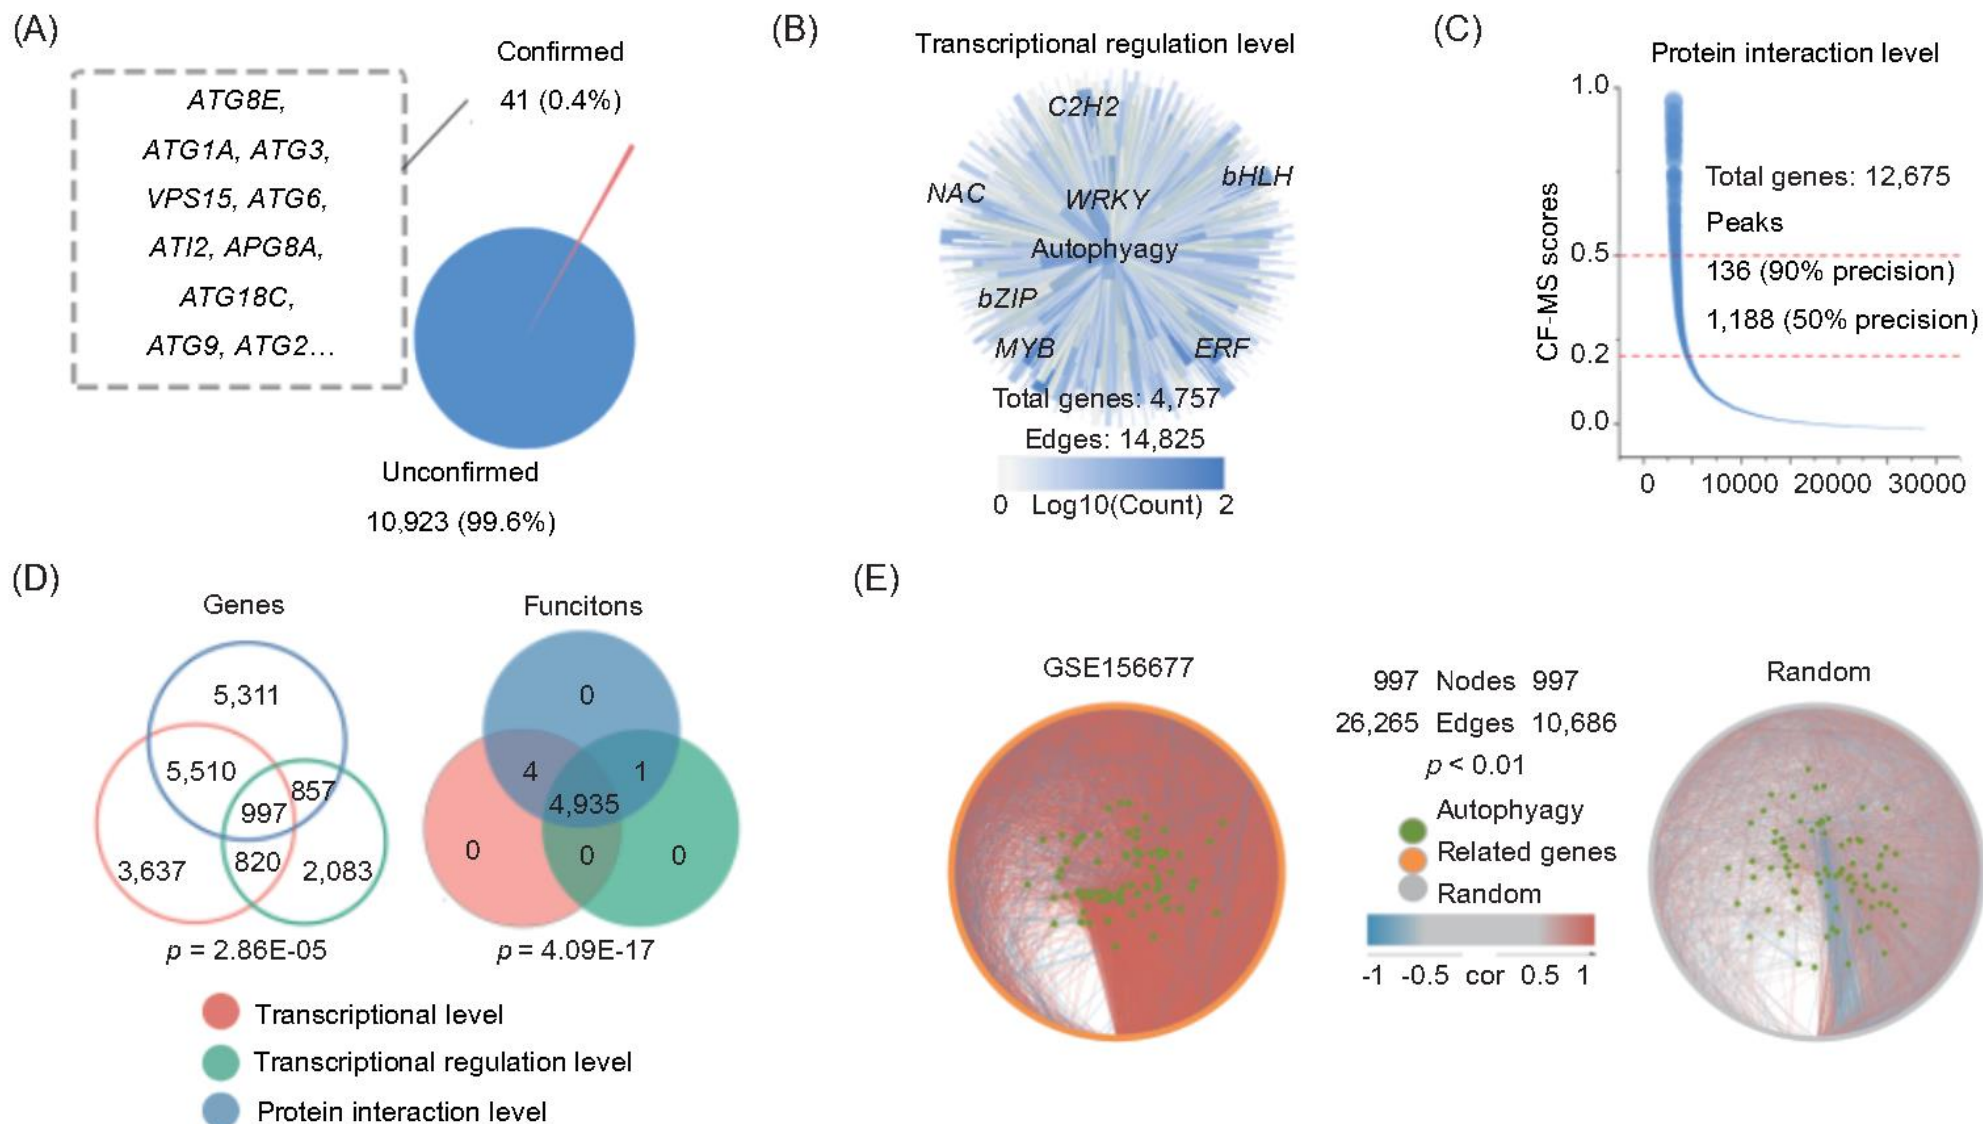 (A)
Confirmed
41 (0.4%)
ATG8E,
ATG1A, ATG3,
VPS15, ATG6,
ATI2, APG8A,
ATG18C,
ATG9, ATG2…
Unconfirmed
10,923 (99.6%)
(B)
Transcriptional regulation level
C2H2
bHLH
NAC
WRKY
Autophyagy
bZIP
MYB
ERF
Total genes: 4,757
Edges: 14,825
0 Log10(Count) 2
(C)
Protein interaction level
CF-MS scores
1.0
0.5
0.2
0.0
Total genes: 12,675
Peaks
136 (90% precision)
1,188 (50% precision)
0 10000 20000 30000
(D)
Genes
5,311
5,510
857
997
820
3,637
2,083
p = 2.86E-05
Funcitons
0
4
1
4,935
0
0
0
p = 4.09E-17
Transcriptional level
Transcriptional regulation level
Protein interaction level
(E)
GSE156677
997 Nodes 997
26,265 Edges 10,686
p < 0.01
Autophyagy
Related genes
Random
-1 -0.5 cor 0.5 1
Random